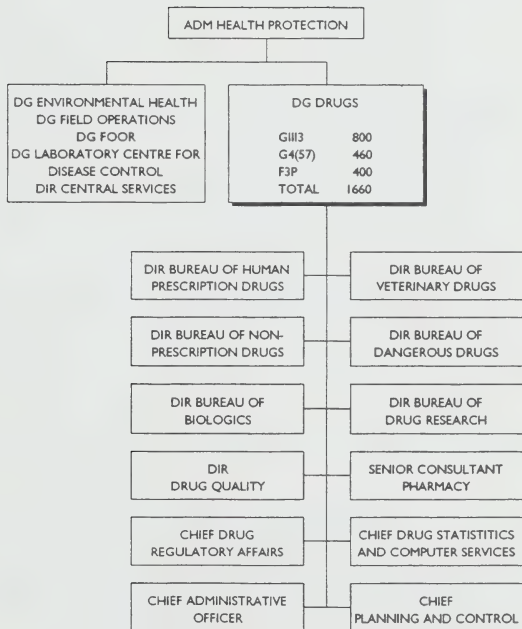 ADM HEALTH PROTECTION
DG ENVIRONMENTAL HEALTH
DG FIELD OPERATIONS
DG FOOR
DG LABORATORY CENTRE FOR
DISEASE CONTROL
DIR CENTRAL SERVICES
DG DRUGS
GIII3 800
G4(57) 460
F3P 400
TOTAL 1660
DIR BUREAU OF HUMAN
PRESCRIPTION DRUGS
DIR BUREAU OF
VETERINARY DRUGS
DIR BUREAU OF NON-
PRESCRIPTION DRUGS
DIR BUREAU OF
DANGEROUS DRUGS
DIR BUREAU OF
BIOLOGICS
DIR BUREAU OF
DRUG RESEARCH
DIR
DRUG QUALITY
SENIOR CONSULTANT
PHARMACY
CHIEF DRUG
REGULATORY AFFAIRS
CHIEF DRUG STATISTITICS
AND COMPUTER SERVICES
CHIEF ADMINISTRATIVE
OFFICER
CHIEF
PLANNING AND CONTROL